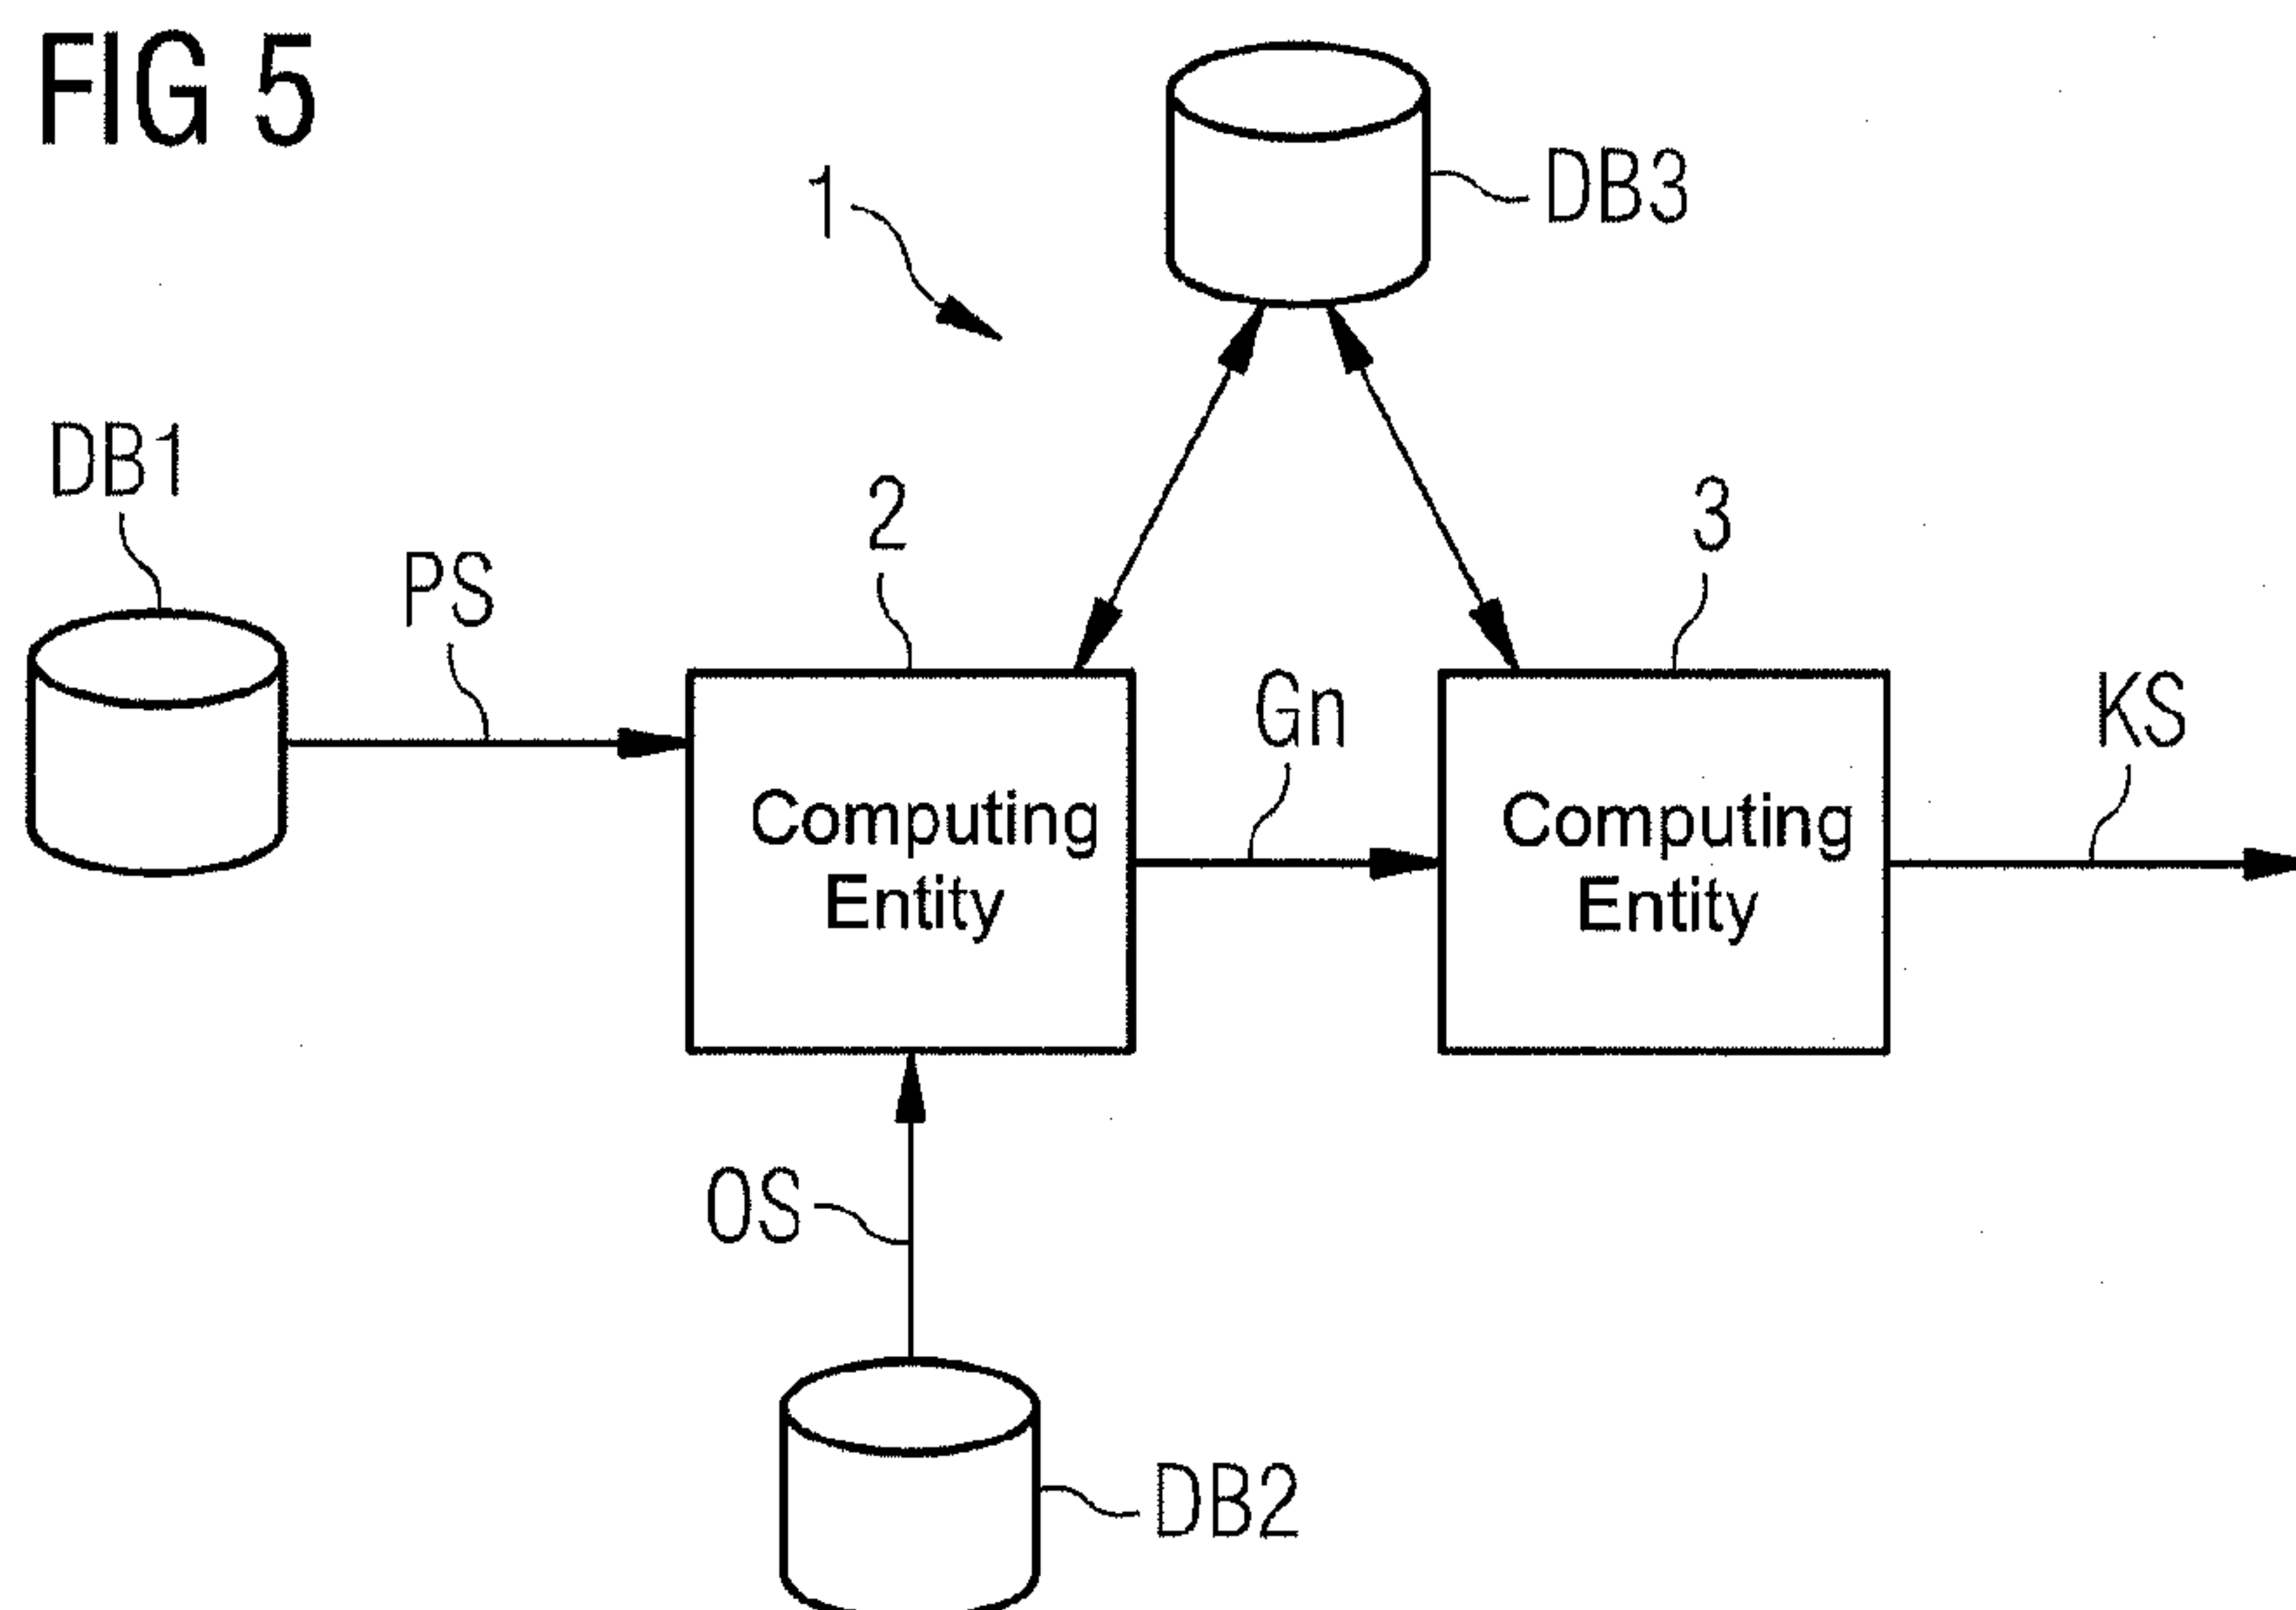 FIG 5
1
DB3
DB1
PS
2
3
Gn
KS
Computing
Entity
Computing
Entity
OS
DB2